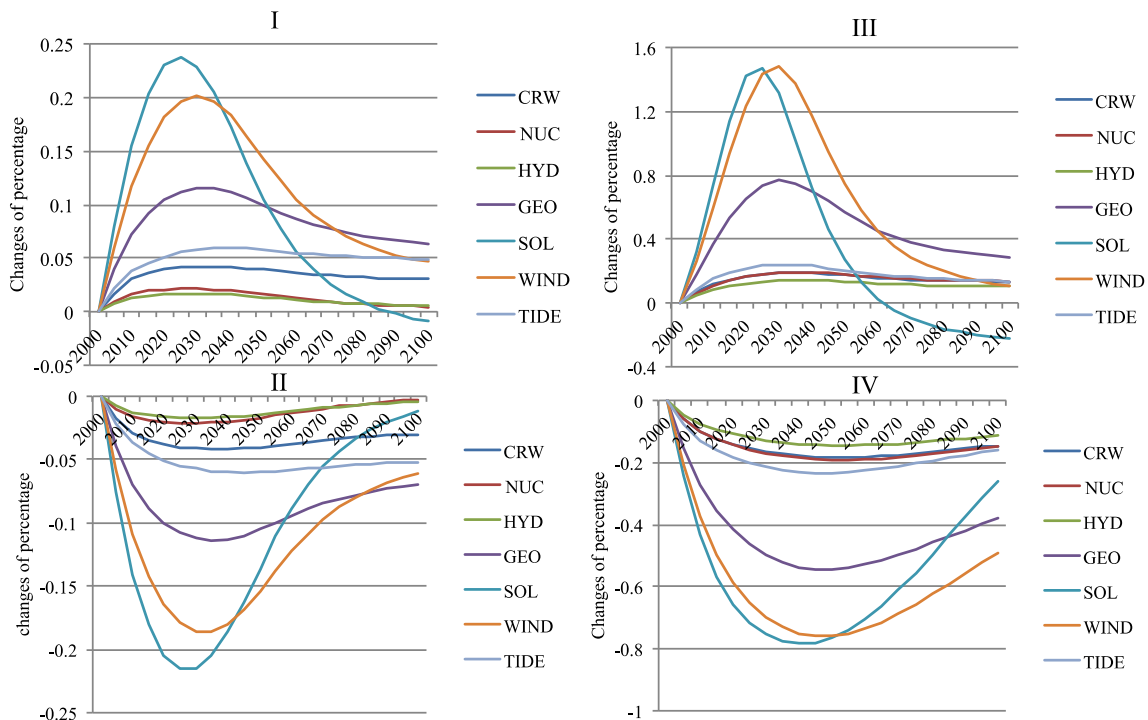 I
Changes of percentage
0.25
0.2
0.15
0.1
0.05
0
-0.05
2000
2010
2020
2030
2040
2050
2060
2070
2080
2090
2100
CRW
NUC
HYD
GEO
SOL
WIND
TIDE
III
Changes of percentage
1.6
1.2
0.8
0.4
0
-0.4
2000
2010
2020
2030
2040
2050
2060
2070
2080
2090
2100
CRW
NUC
HYD
GEO
SOL
WIND
TIDE
II
changes of percentage
0
-0.05
-0.1
-0.15
-0.2
-0.25
2000
2010
2020
2030
2040
2050
2060
2070
2080
2090
2100
CRW
NUC
HYD
GEO
SOL
WIND
TIDE
IV
Changes of percentage
0
-0.2
-0.4
-0.6
-0.8
-1
2000
2010
2020
2030
2040
2050
2060
2070
2080
2090
2100
CRW
NUC
HYD
GEO
SOL
WIND
TIDE